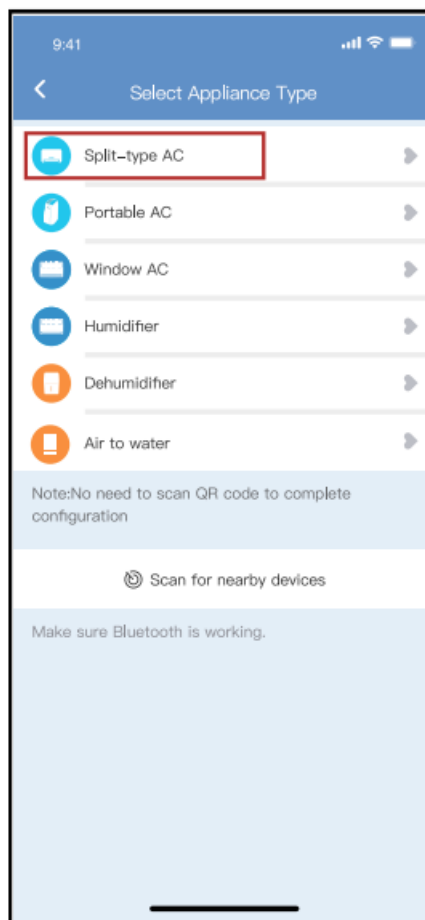 9:41
Select Appliance Type
Split-type AC
Portable AC
Window AC
Humidifier
Dehumidifier
Air to water
Note:No need to scan QR code to complete
configuration
Scan for nearby devices
Make sure Bluetooth is working.